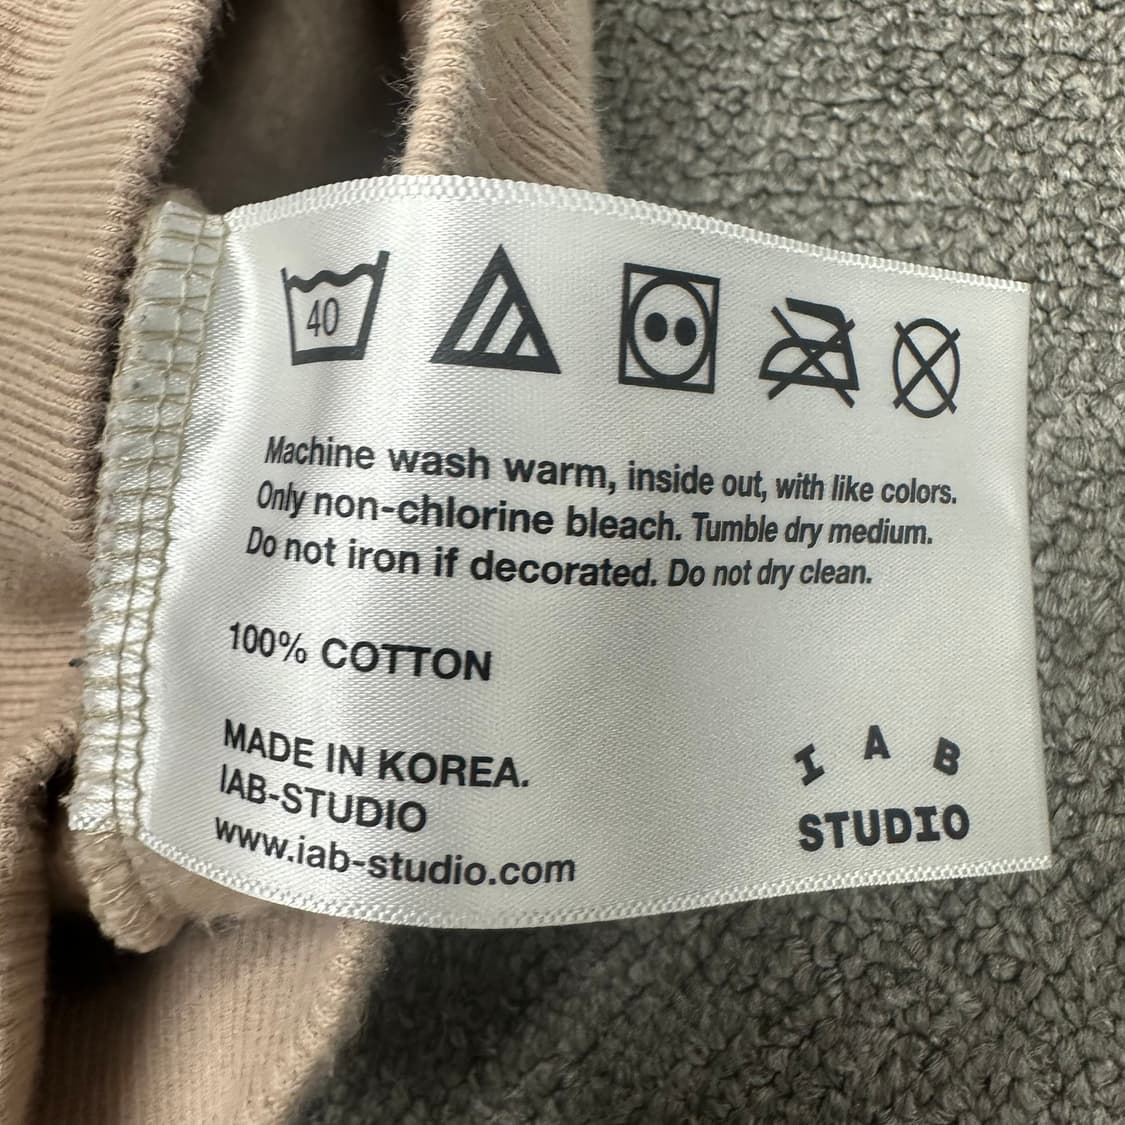 40
Machine wash warm, inside out, with like colors.
Only non-chlorine bleach. Tumble dry medium.
Do not iron if decorated. Do not dry clean.
100% COTTON
MADE IN KOREA.
IAB-STUDIO
www.iab-studio.com
I A B
STUDIO